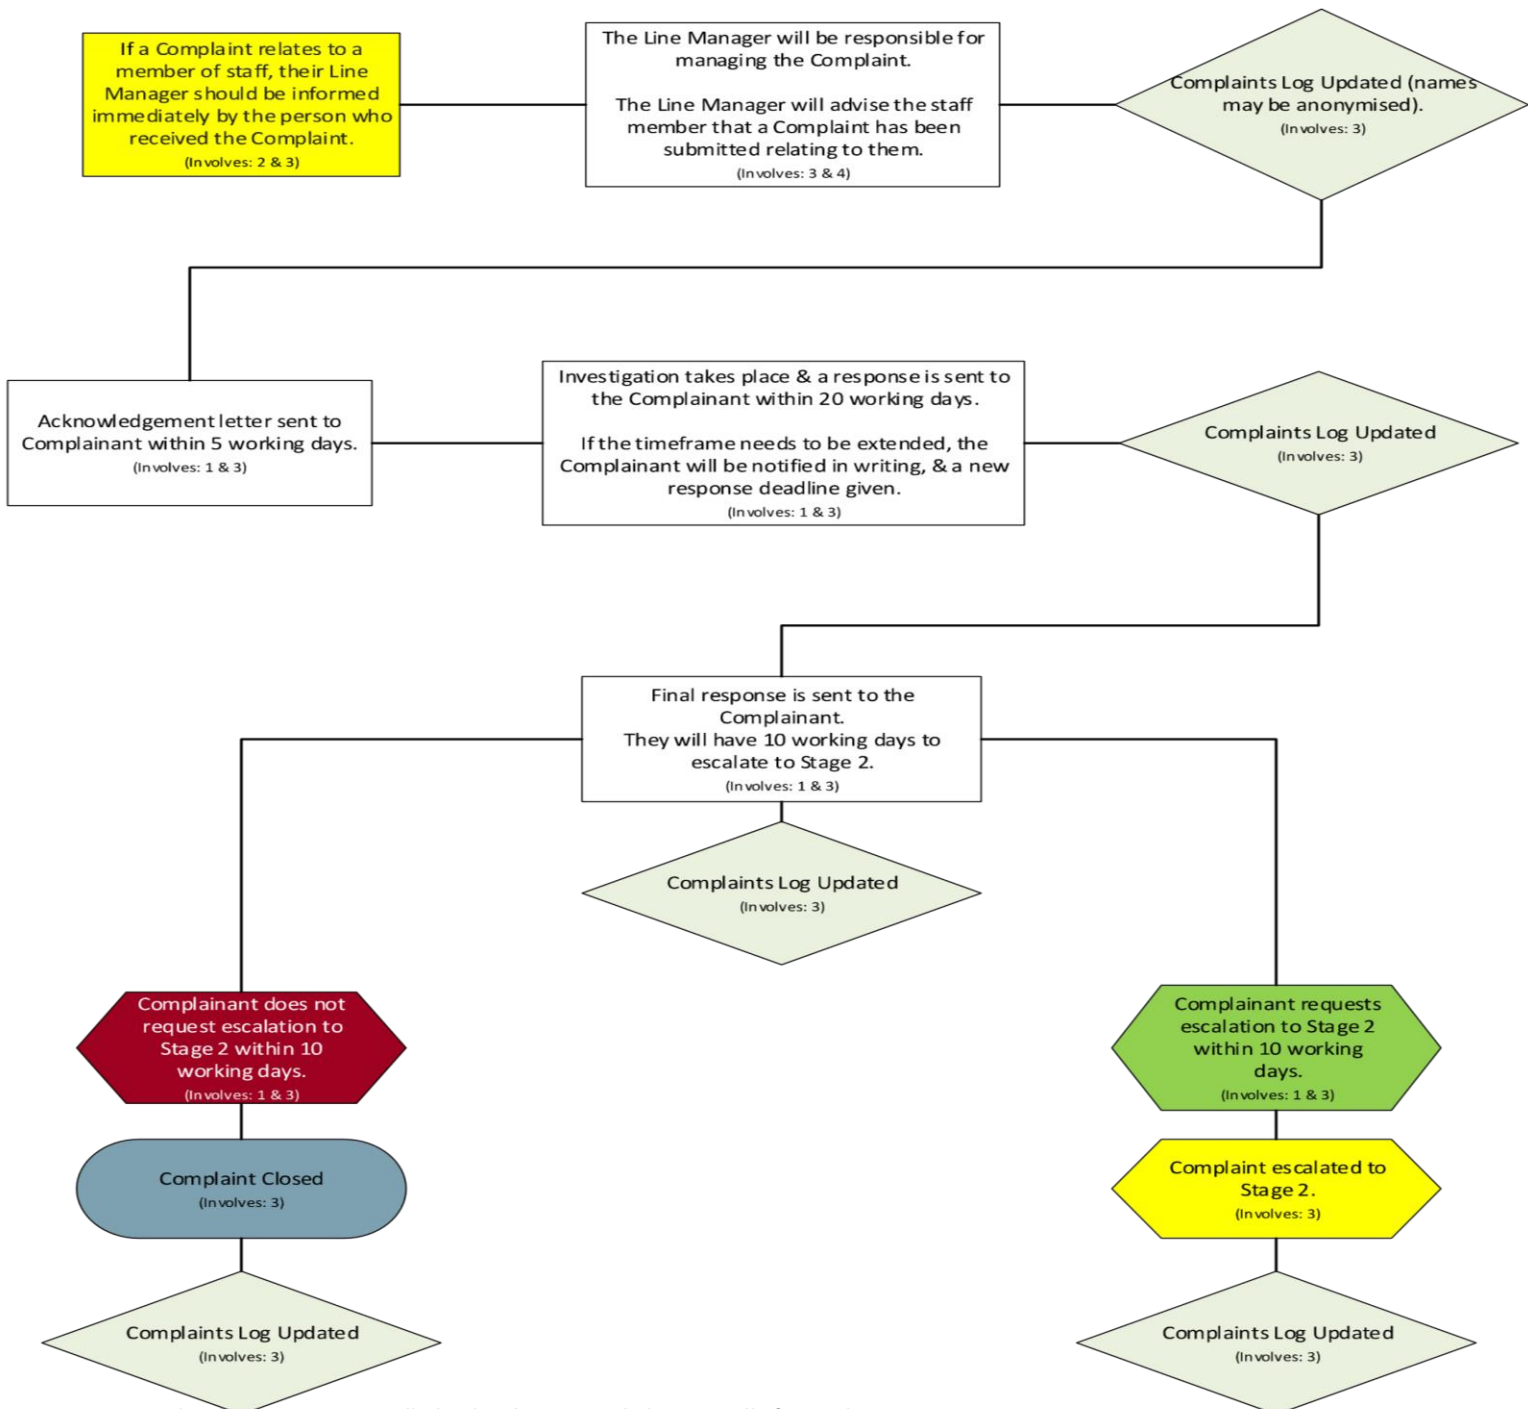 If a Complaint relates to a
member of staff, their Line
Manager should be informed
immediately by the person who
received the Complaint.
(Involves: 2 & 3)
The Line Manager will be responsible for
managing the Complaint.
The Line Manager will advise the staff
member that a Complaint has been
submitted relating to them.
(Involves: 3 & 4)
Complaints Log Updated (names
may be anonymised).
(Involves: 3)
Acknowledgement letter sent to
Complainant within 5 working days.
(Involves: 1 & 3)
Investigation takes place & a response is sent to
the Complainant within 20 working days.
If the timeframe needs to be extended, the
Complainant will be notified in writing, & a new
response deadline given.
(Involves: 1 & 3)
Complaints Log Updated
(Involves: 3)
Final response is sent to the
Complainant.
They will have 10 working days to
escalate to Stage 2.
(Involves: 1 & 3)
Complaints Log Updated
(Involves: 3)
Complainant does not
request escalation to
Stage 2 within 10
working days.
(Involves: 1 & 3)
Complaint Closed
(Involves: 3)
Complaints Log Updated
(Involves: 3)
Complainant requests
escalation to Stage 2
within 10 working
days.
(Involves: 1 & 3)
Complaint escalated to
Stage 2.
(Involves: 3)
Complaints Log Updated
(Involves: 3)